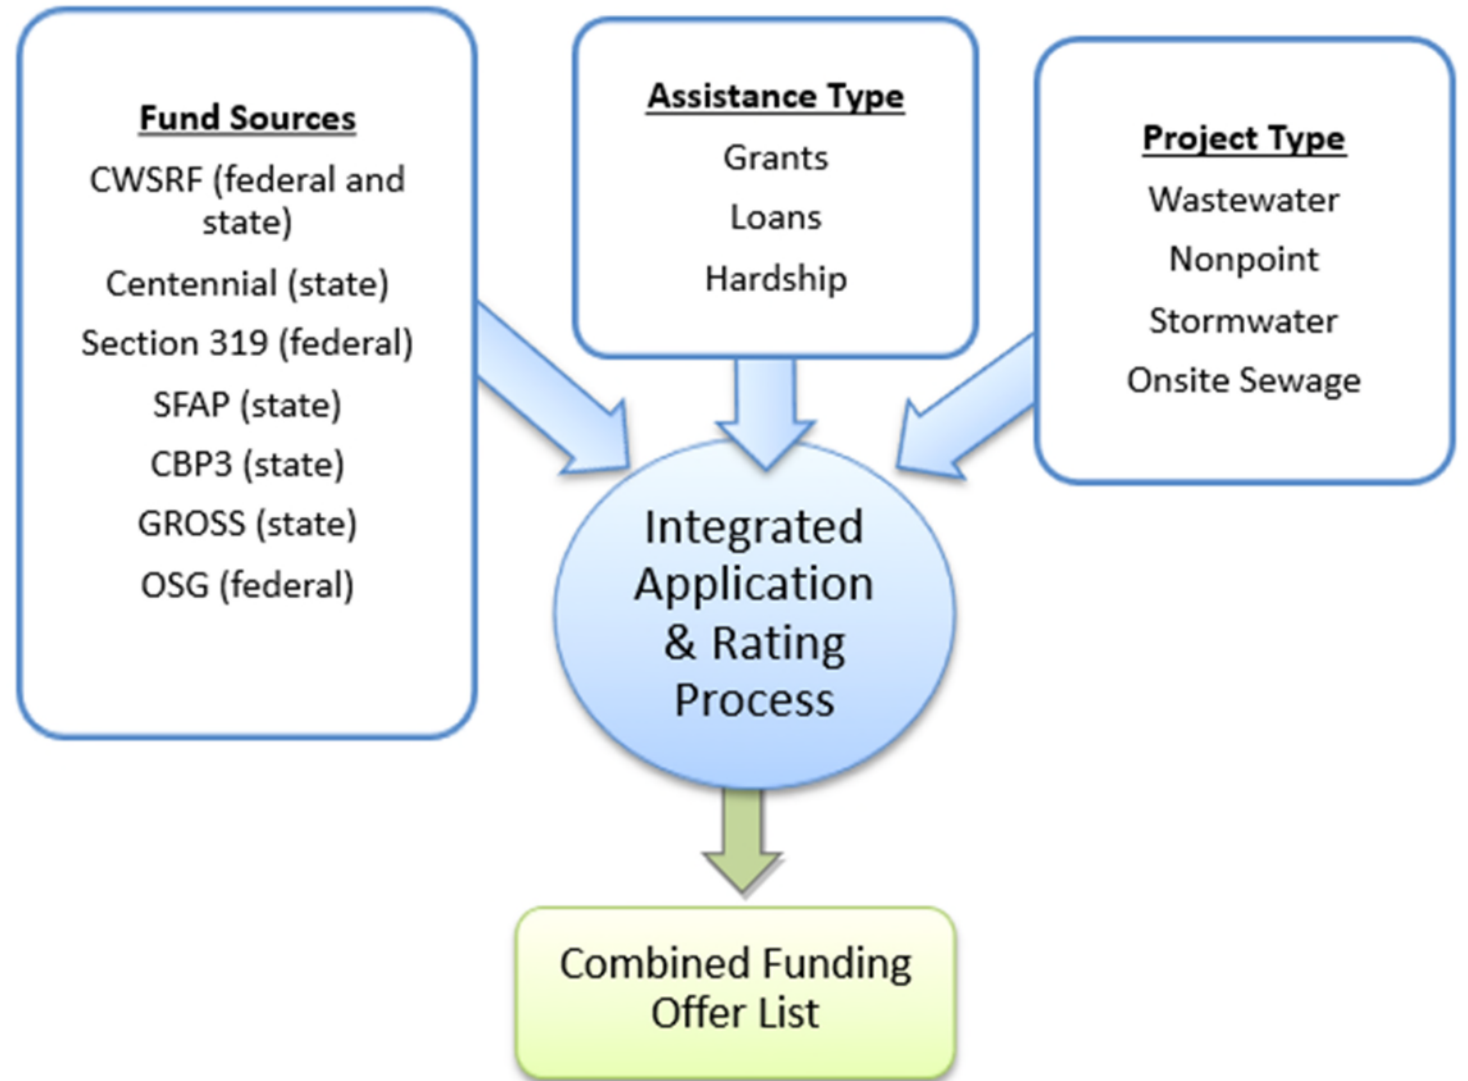 Fund Sources
CWSRF (federal and
state)
Centennial (state)
Section 319 (federal)
SFAP (state)
CBP3 (state)
GROSS (state)
OSG (federal)
Assistance Type
Grants
Loans
Hardship
Project Type
Wastewater
Nonpoint
Stormwater
Onsite Sewage
Integrated
Application
& Rating
Process
Combined Funding
Offer List